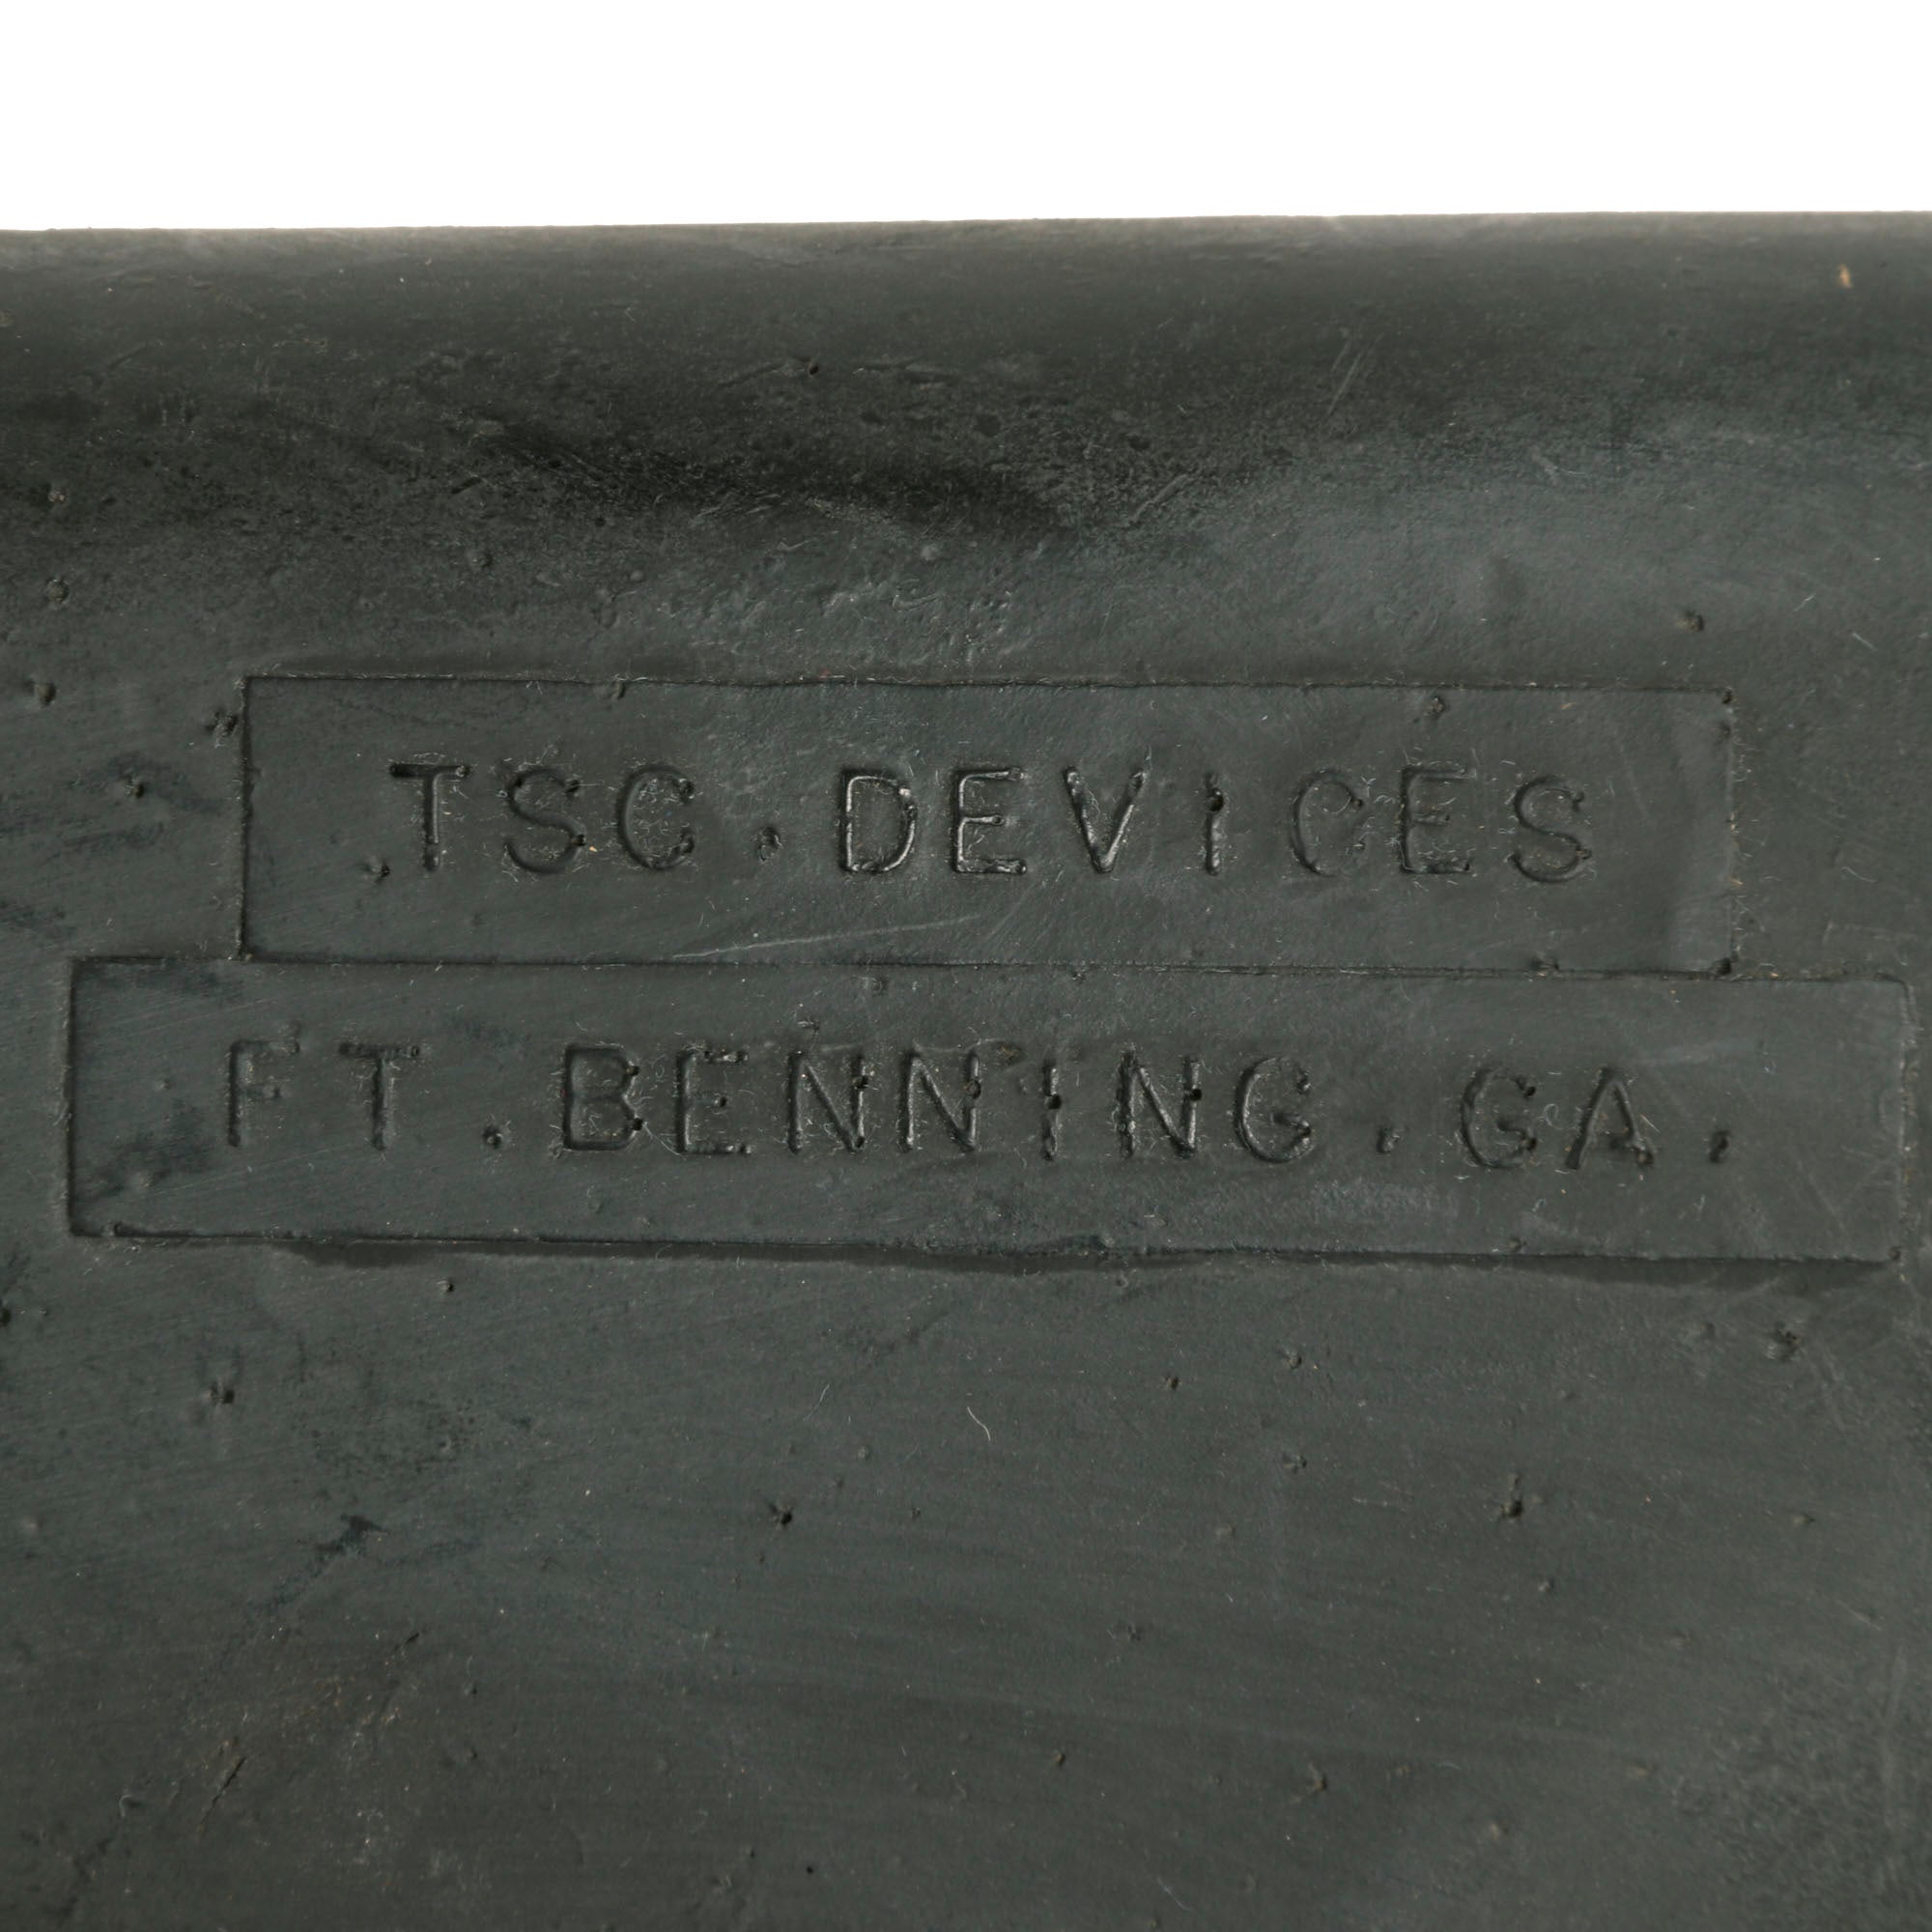 TSC. DEVICES
FT. BENNING. GA.